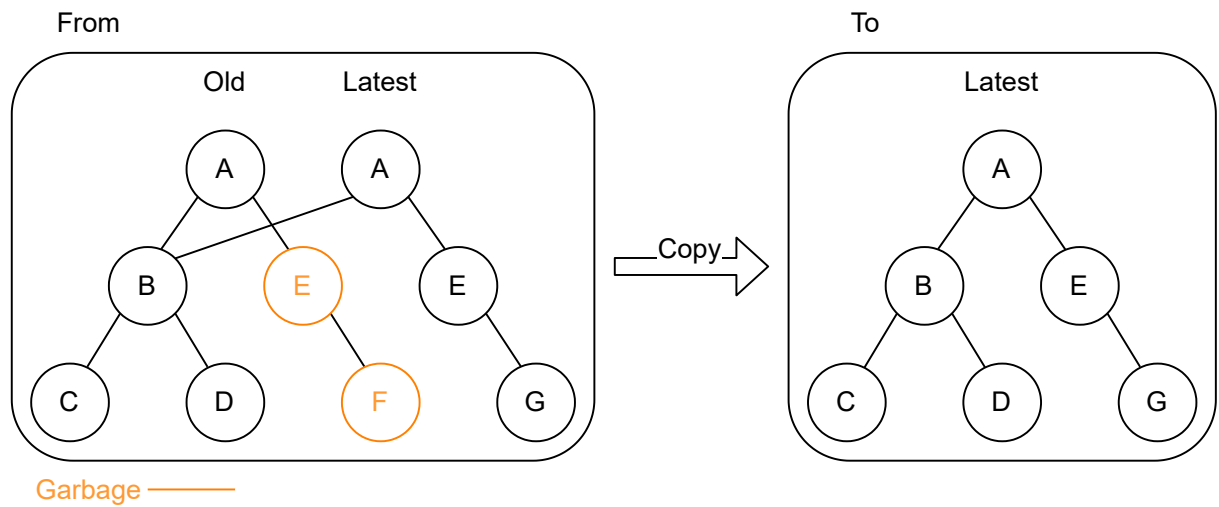 From
To
Old Latest
Latest
A A
A
B E E
Copy
B E
C D F G
C D G
Garbage